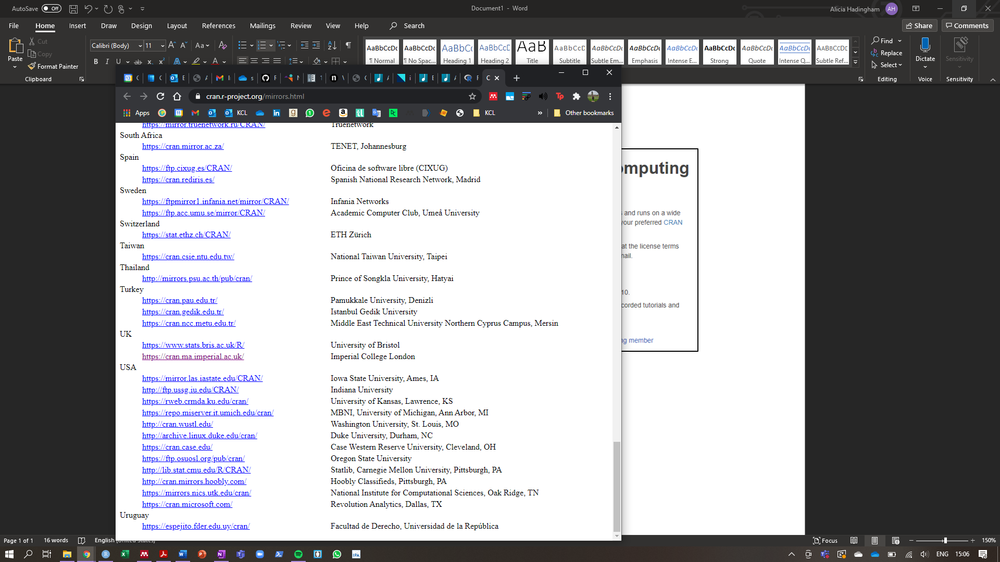 AutoSave Off
Document1 - Word
Alicia Hadingham AH
File Home Insert Draw Design Layout References Mailings Review View Help Search
Share Comments
Paste
Cut
Copy
Format Painter
Clipboard
Calibri (Body) 11
AaBbCcDc AaBbCcDc AaBbCc AaBbCcD AaB AaBbCcD AaBbCcDc AaBbCcDc AaBbCcDc AaBbCcDc AaBbCcDc AaBbCcDc AABBCCDD
¶ Normal ¶ No Spac... Heading 1 Heading 2 Title Subtitle Subtle Em... Emphasis Intense E... Strong Quote Intense Q... Subtle Ref...
Find
Replace
Select
Editing
Dictate
Voice
Sensitivity
Sensitivity
cran.r-project.org/mirrors.html
Apps KCL KCL » Other bookmarks
https://mirror.truenetwork.ru/CRAN/ Truenetwork
South Africa
https://cran.mirror.ac.za/ TENET, Johannesburg
Spain
https://ftp.cixug.es/CRAN/ Oficina de software libre (CIXUG)
https://cran.rediris.es/ Spanish National Research Network, Madrid
Sweden
https://ftpmirror1.infania.net/mirror/CRAN/ Infania Networks
https://ftp.acc.umu.se/mirror/CRAN/ Academic Computer Club, Umeå University
Switzerland
https://stat.ethz.ch/CRAN/ ETH Zürich
Taiwan
https://cran.csie.ntu.edu.tw/ National Taiwan University, Taipei
Thailand
http://mirrors.psu.ac.th/pub/cran/ Prince of Songkla University, Hatyai
Turkey
https://cran.pau.edu.tr/ Pamukkale University, Denizli
https://cran.gedik.edu.tr/ Istanbul Gedik University
https://cran.ncc.metu.edu.tr/ Middle East Technical University Northern Cyprus Campus, Mersin
UK
https://www.stats.bris.ac.uk/R/ University of Bristol
https://cran.ma.imperial.ac.uk/ Imperial College London
USA
https://mirror.las.iastate.edu/CRAN/ Iowa State University, Ames, IA
http://ftp.ussg.iu.edu/CRAN/ Indiana University
https://rweb.crmda.ku.edu/cran/ University of Kansas, Lawrence, KS
https://repo.miserver.it.umich.edu/cran/ MBNI, University of Michigan, Ann Arbor, MI
http://cran.wustl.edu/ Washington University, St. Louis, MO
http://archive.linux.duke.edu/cran/ Duke University, Durham, NC
https://cran.case.edu/ Case Western Reserve University, Cleveland, OH
https://ftp.osuosl.org/pub/cran/ Oregon State University
http://lib.stat.cmu.edu/R/CRAN/ Statlib, Carnegie Mellon University, Pittsburgh, PA
http://cran.mirrors.hoobly.com/ Hoobly Classifieds, Pittsburgh, PA
https://mirrors.nics.utk.edu/cran/ National Institute for Computational Sciences, Oak Ridge, TN
https://cran.microsoft.com/ Revolution Analytics, Dallas, TX
Uruguay
https://espejito.fder.edu.uy/cran/ Facultad de Derecho, Universidad de la República
omputing
and runs on a wide
your preferred CRAN
at the license terms
nail.
10.
corded tutorials and
ng member
Page 1 of 1 16 words English (United States)
Focus 150%
ENG 15:06